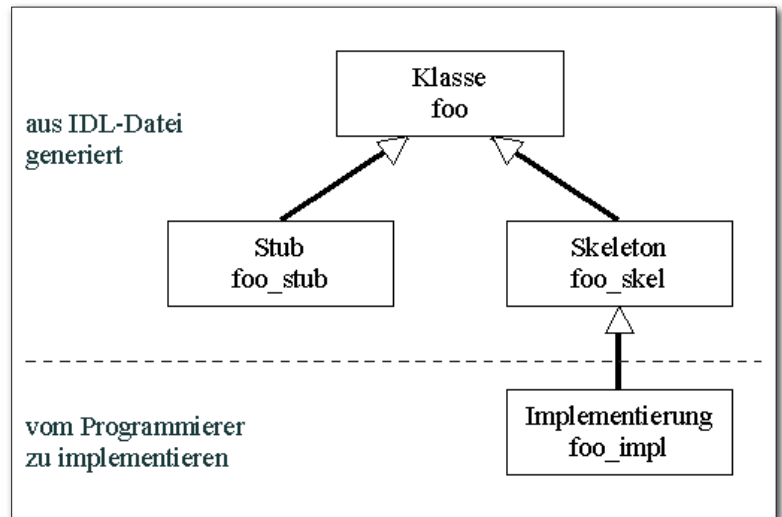 Klasse
foo
aus IDL-Datei
generiert
Stub
foo_stub
Skeleton
foo_skel
vom Programmierer
zu implementieren
Implementierung
foo_impl